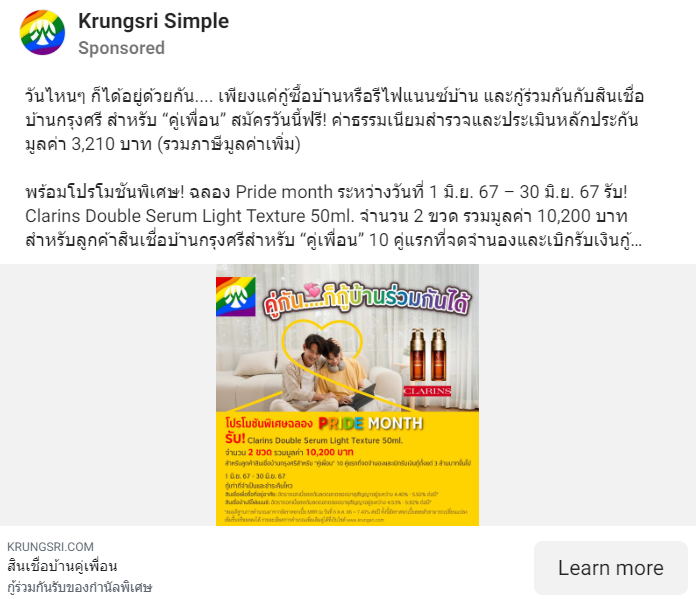 Krungsri Simple
Sponsored
วันไหนๆ ก็ได้อยู่ด้วยกัน.... เพียงแค่กู้ซื้อบ้านหรือรีไฟแนนซ์บ้าน และกู้ร่วมกันกับสินเชื่อ
บ้านกรุงศรี สำหรับ “คู่เพื่อน” สมัครวันนี้ฟรี! ค่าธรรมเนียมสำรวจและประเมินหลักประกัน
มูลค่า 3,210 บาท (รวมภาษีมูลค่าเพิ่ม)
พร้อมโปรโมชันพิเศษ! ฉลอง Pride month ระหว่างวันที่ 1 มิ.ย. 67 – 30 มิ.ย. 67 รับ!
Clarins Double Serum Light Texture 50ml. จำนวน 2 ขวด รวมมูลค่า 10,200 บาท
สำหรับลูกค้าสินเชื่อบ้านกรุงศรีสำหรับ “คู่เพื่อน” 10 คู่แรกที่จดจำนองและเบิกรับเงินกู้...
คู่กัน....ก็กู้บ้านร่วมกันได้
CLARINS
โปรโมชันพิเศษฉลอง PRIDE MONTH
รับ! Clarins Double Serum Light Texture 50ml.
จำนวน 2 ขวด รวมมูลค่า 10,200 บาท
สำหรับลูกค้าสินเชื่อบ้านกรุงศรีสำหรับ “คู่เพื่อน” 10 คู่แรกที่จดจำนองและเบิกรับเงินกู้ตั้งแต่ 3 ล้านบาทขึ้นไป
1 มิ.ย. 67 - 30 มิ.ย. 67
กู้เท่าที่จำเป็นและชำระคืนไหว
KRUNGSRI.COM
สินเชื่อบ้านคู่เพื่อน
กู้ร่วมกันรับของกำนัลพิเศษ
Learn more